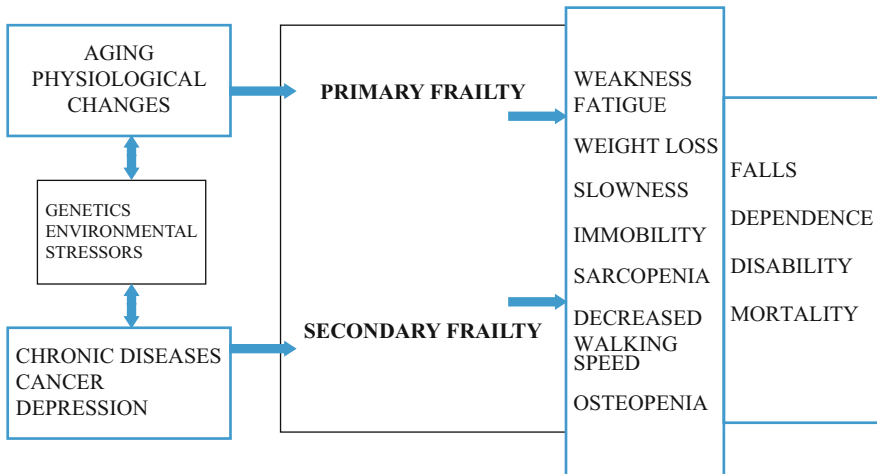 AGING
PHYSIOLOGICAL
CHANGES
GENETICS
ENVIRONMENTAL
STRESSORS
CHRONIC DISEASES
CANCER
DEPRESSION
PRIMARY FRAILTY
SECONDARY FRAILTY
WEAKNESS
FATIGUE
WEIGHT LOSS
SLOWNESS
IMMOBILITY
SARCOPENIA
DECREASED
WALKING
SPEED
OSTEOPENIA
FALLS
DEPENDENCE
DISABILITY
MORTALITY